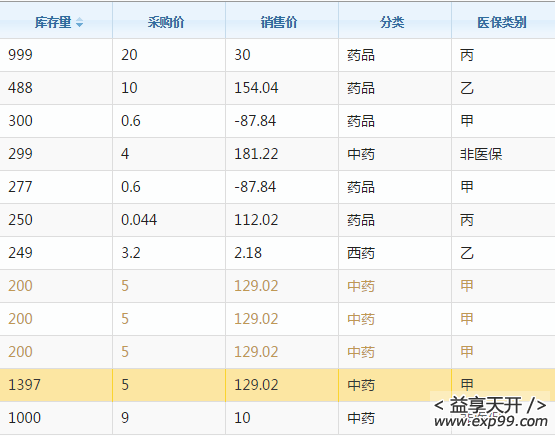 库存量 采购价 销售价 分类 医保类别
999 20 30 药品 丙
488 10 154.04 药品 乙
300 0.6 -87.84 药品 甲
299 4 181.22 中药 非医保
277 0.6 -87.84 药品 甲
250 0.044 112.02 药品 丙
249 3.2 2.18 西药 乙
200 5 129.02 中药 甲
200 5 129.02 中药 甲
200 5 129.02 中药 甲
1397 5 129.02 中药 甲
1000 9 10 中药
< 益享天开 />
www.exp99.com